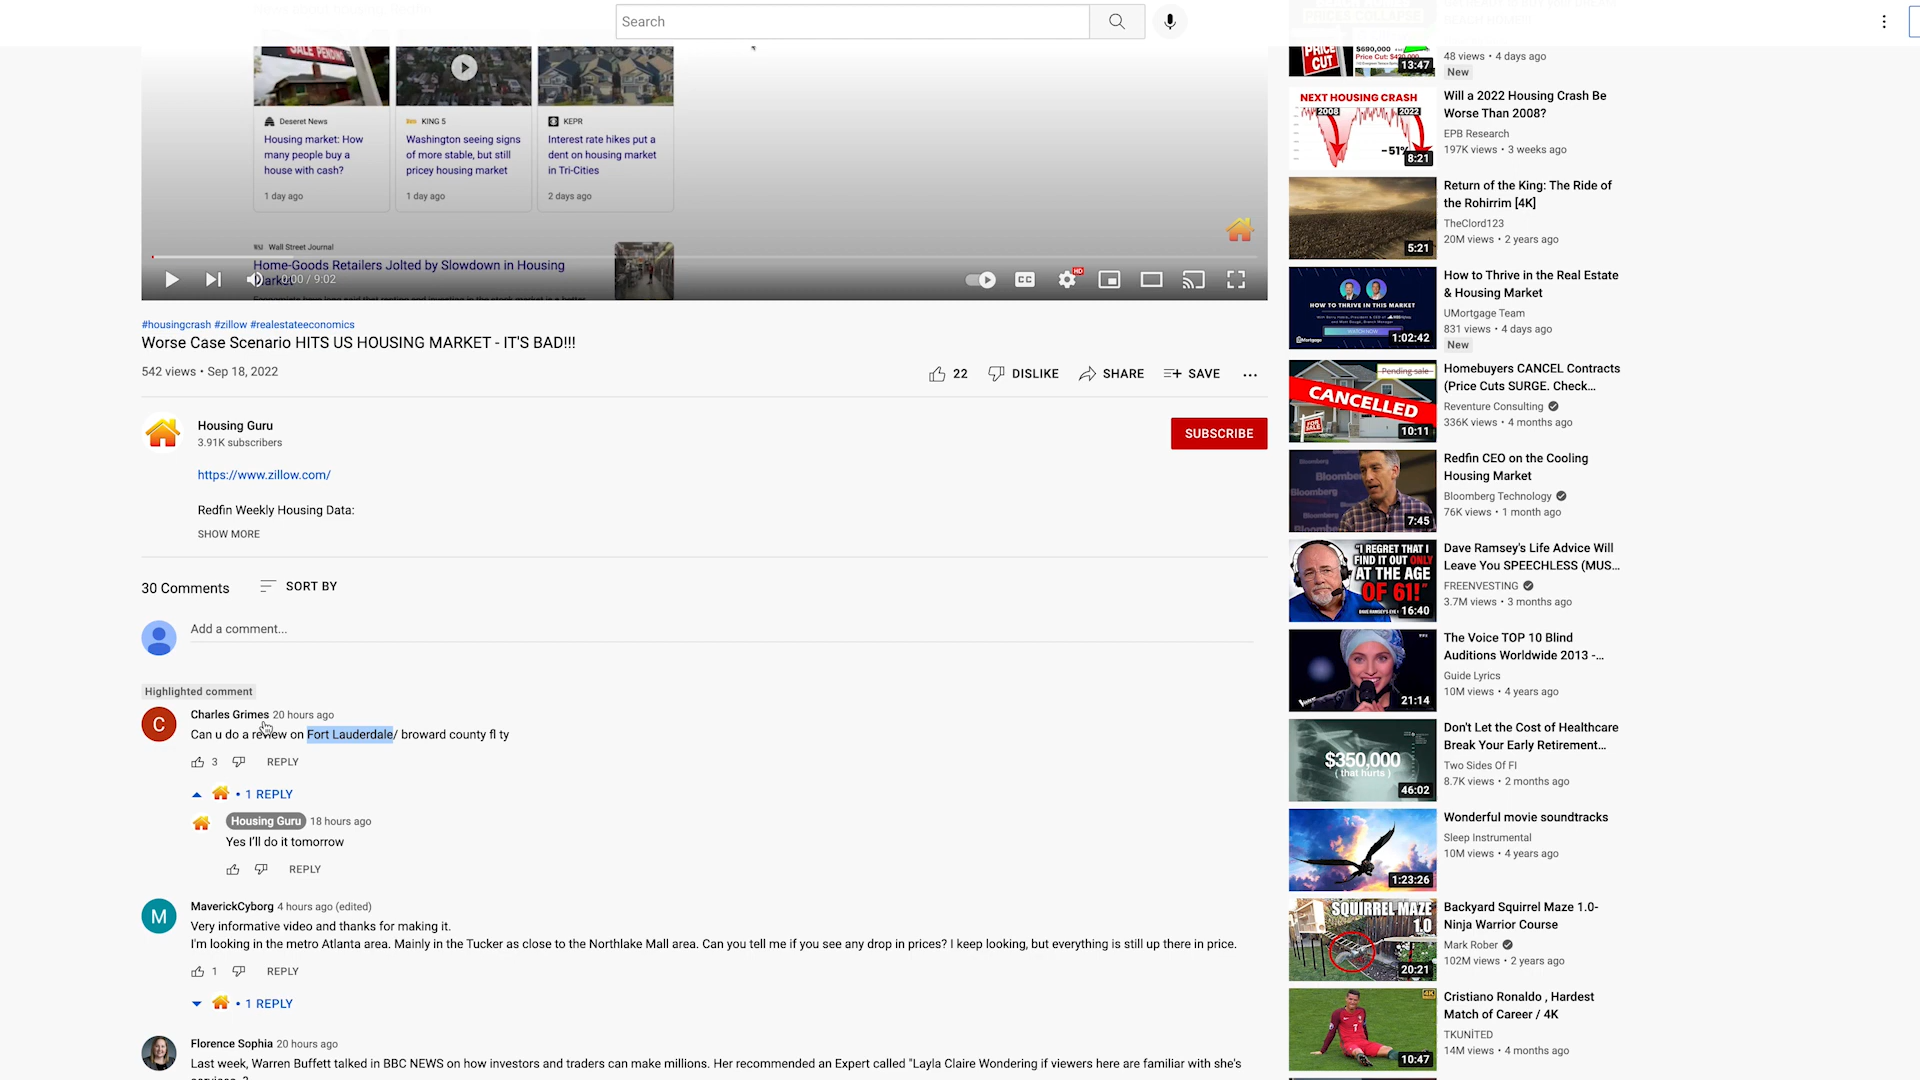 Search
SALE PENDING
Deseret News
Housing market: How
many people buy a
house with cash?
1 day ago
KING 5
Washington seeing signs
of more stable, but still
pricey housing market
1 day ago
KEPR
Interest rate hikes put a
dent on housing market
in Tri-Cities
2 days ago
WSJ Wall Street Journal
Home-Goods Retailers Jolted by Slowdown in Housing
Market
0:00 / 9:02
CC
HD
#housingcrash #zillow #realestateeconomics
Worse Case Scenario HITS US HOUSING MARKET - IT'S BAD!!!
542 views • Sep 18, 2022
22
DISLIKE
SHARE
SAVE
Housing Guru
3.91K subscribers
SUBSCRIBE
https://www.zillow.com/
Redfin Weekly Housing Data:
SHOW MORE
30 Comments
SORT BY
Add a comment...
Highlighted comment
C
Charles Grimes 20 hours ago
Can u do a review on Fort Lauderdale/ broward county fl ty
3
REPLY
• 1 REPLY
Housing Guru 18 hours ago
Yes I'll do it tomorrow
REPLY
M
MaverickCyborg 4 hours ago (edited)
Very informative video and thanks for making it.
I'm looking in the metro Atlanta area. Mainly in the Tucker as close to the Northlake Mall area. Can you tell me if you see any drop in prices? I keep looking, but everything is still up there in price.
1
REPLY
• 1 REPLY
Florence Sophia 20 hours ago
Last week, Warren Buffett talked in BBC NEWS on how investors and traders can make millions. Her recommended an Expert called "Layla Claire Wondering if viewers here are familiar with she's
PRICE
CUT
$690,000
Price Cut:
13:47
48 views • 4 days ago
New
NEXT HOUSING CRASH
2008
2022
-51%
8:21
Will a 2022 Housing Crash Be
Worse Than 2008?
EPB Research
197K views • 3 weeks ago
5:21
Return of the King: The Ride of
the Rohirrim [4K]
TheClord123
20M views • 2 years ago
HOW TO THRIVE IN THIS MARKET
WATCH NOW
1:02:42
How to Thrive in the Real Estate
& Housing Market
UMortgage Team
831 views • 4 days ago
New
Pending sale
CANCELLED
FOR SALE
10:11
Homebuyers CANCEL Contracts
(Price Cuts SURGE. Check...
Reventure Consulting
336K views • 4 months ago
Bloomberg
7:45
Redfin CEO on the Cooling
Housing Market
Bloomberg Technology
76K views • 1 month ago
"I REGRET THAT I
FIND IT OUT ONLY
AT THE AGE
OF 61!"
16:40
Dave Ramsey's Life Advice Will
Leave You SPEECHLESS (MUS...
FREENVESTING
3.7M views • 3 months ago
21:14
The Voice TOP 10 Blind
Auditions Worldwide 2013 -...
Guide Lyrics
10M views • 4 years ago
$350,000
( that hurts )
46:02
Don't Let the Cost of Healthcare
Break Your Early Retirement...
Two Sides Of FI
8.7K views • 2 months ago
1:23:26
Wonderful movie soundtracks
Sleep Instrumental
10M views • 4 years ago
SQUIRREL MAZE
1.0
20:21
Backyard Squirrel Maze 1.0-
Ninja Warrior Course
Mark Rober
102M views • 2 years ago
4K
10:47
Cristiano Ronaldo , Hardest
Match of Career / 4K
TKUNİTED
14M views • 4 months ago